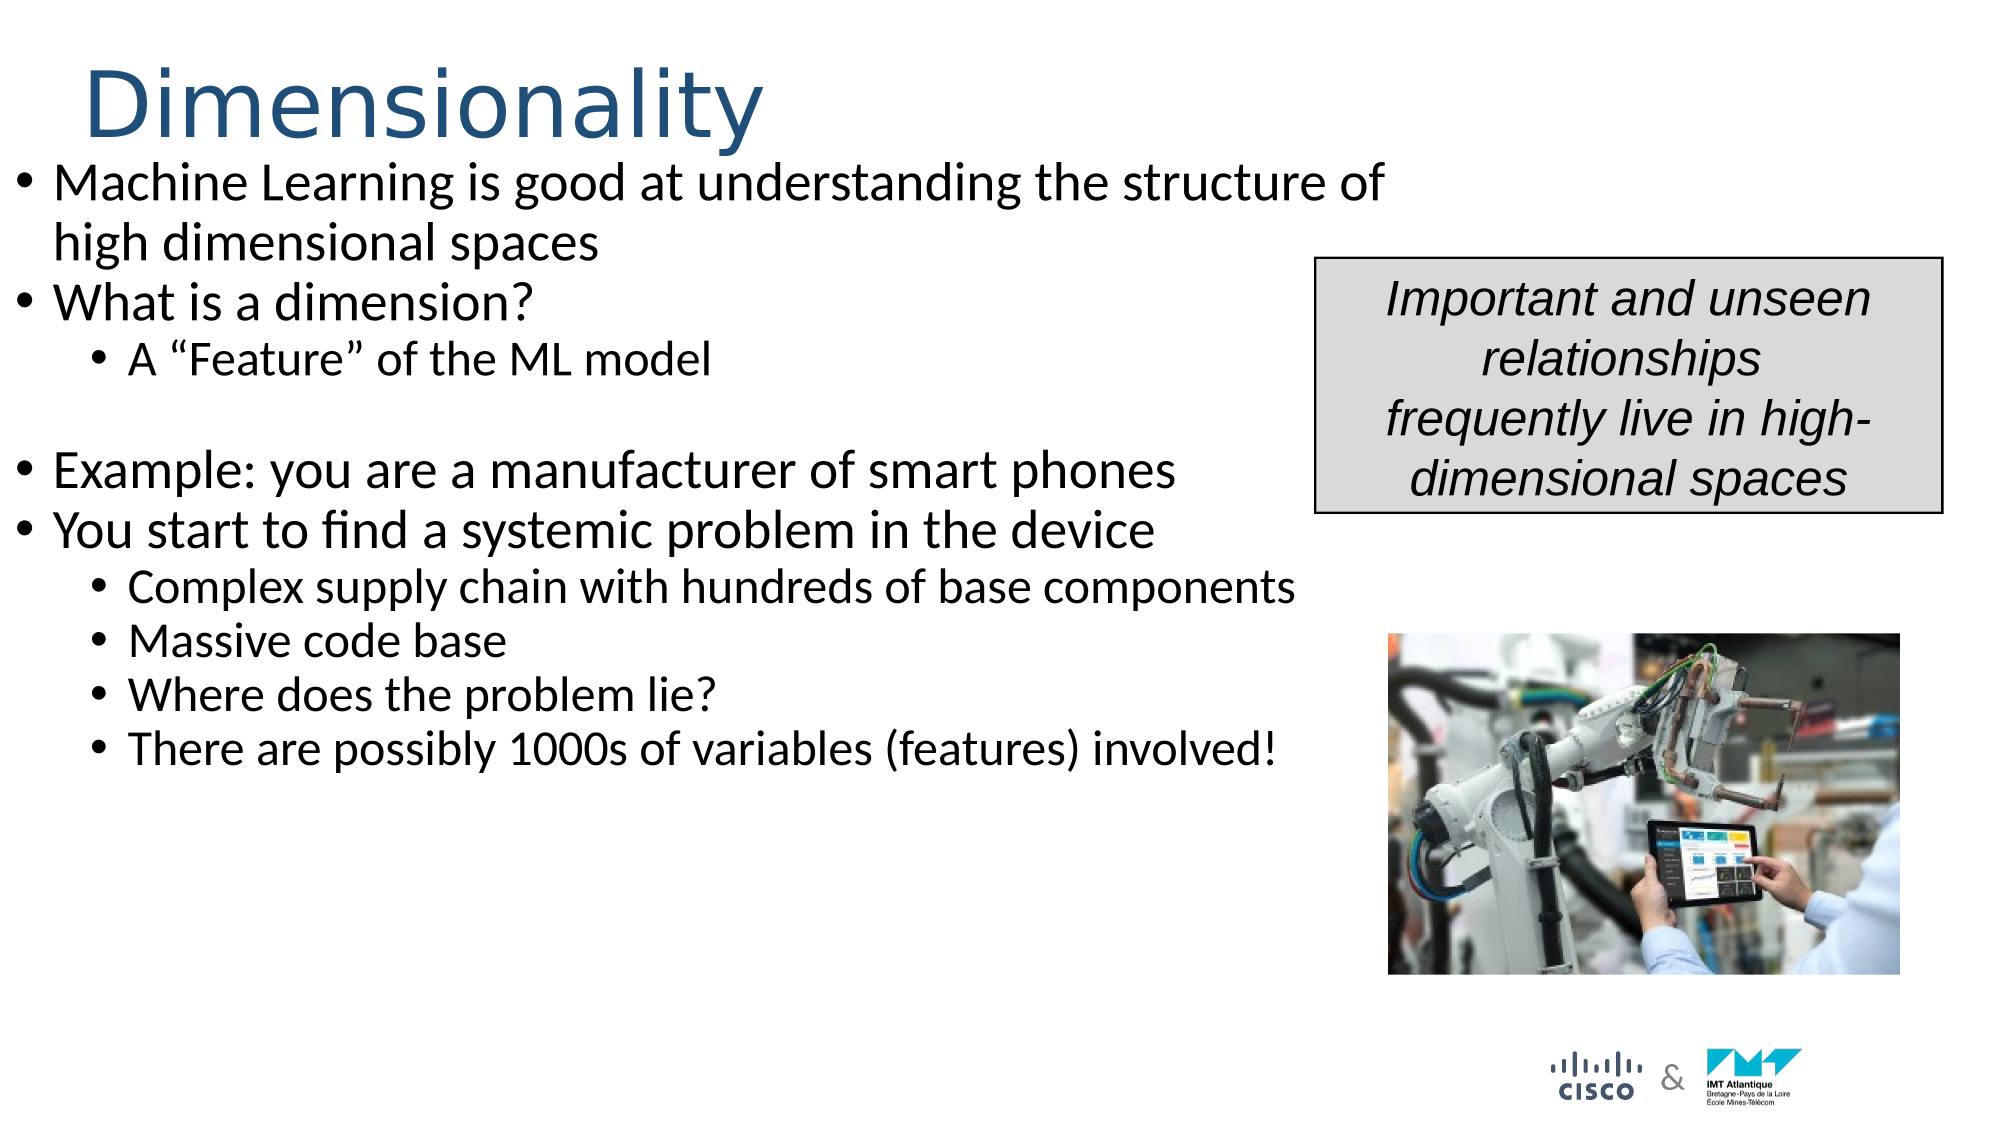 Dimensionality
• Machine Learning is good at understanding the structure of
high dimensional spaces
• What is a dimension?
• A “Feature” of the ML model
• Example: you are a manufacturer of smart phones
• You start to find a systemic problem in the device
• Complex supply chain with hundreds of base components
• Massive code base
• Where does the problem lie?
• There are possibly 1000s of variables (features) involved!
Important and unseen
relationships
frequently live in high-
dimensional spaces
CISCO
&
IMT Atlantique
Bretagne-Pays de la Loire
École Mines-Télécom